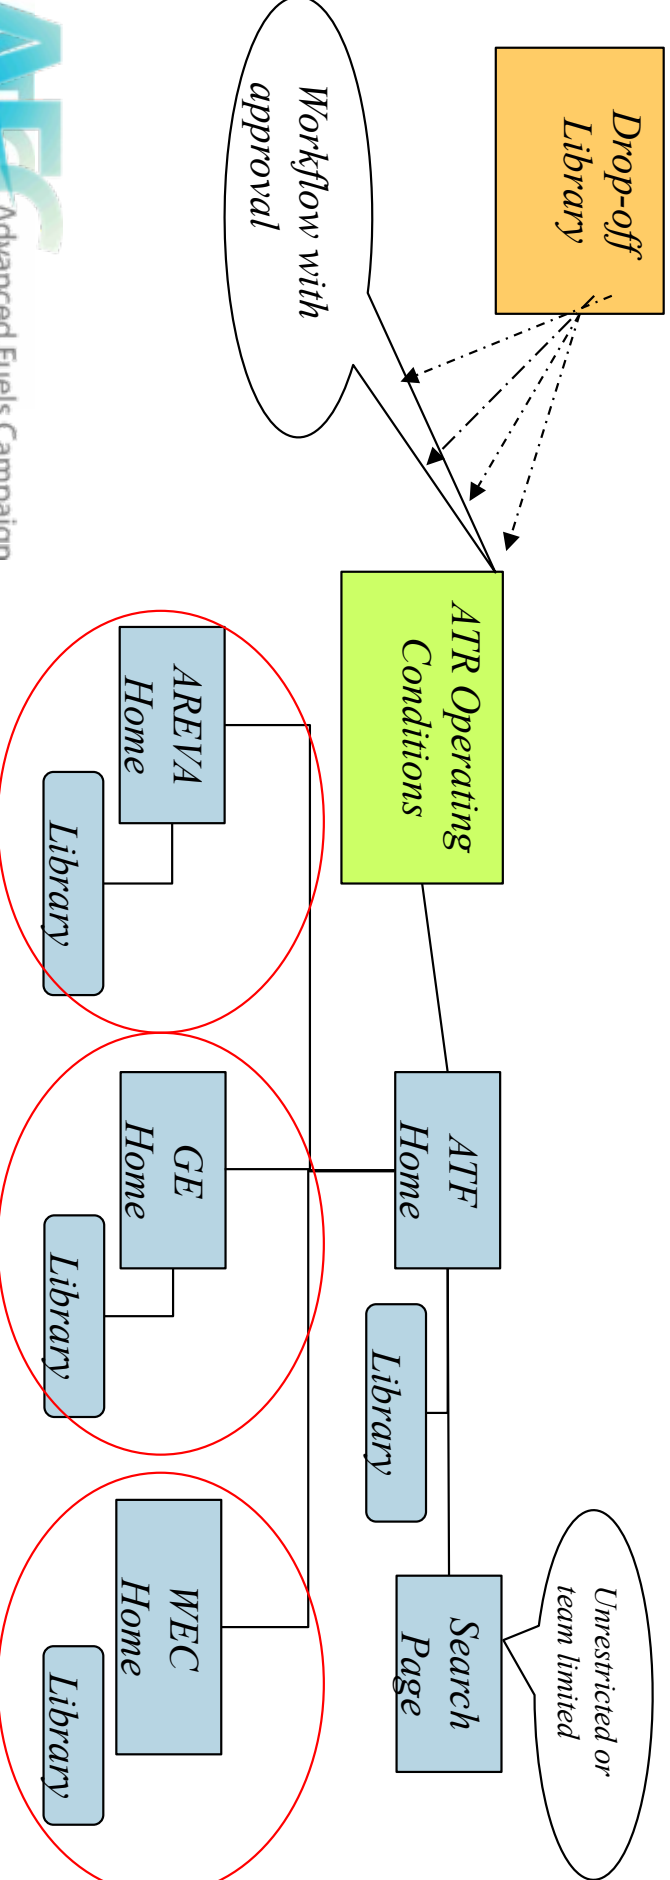 Drop-off
Library
Workflow with
approval
ATR Operating
Conditions
ATF
Home
Library
Search
Page
Unrestricted or
team limited
AREVA
Home
Library
GE
Home
Library
WEC
Home
Library
AFC
Advanced Fuels Campaign